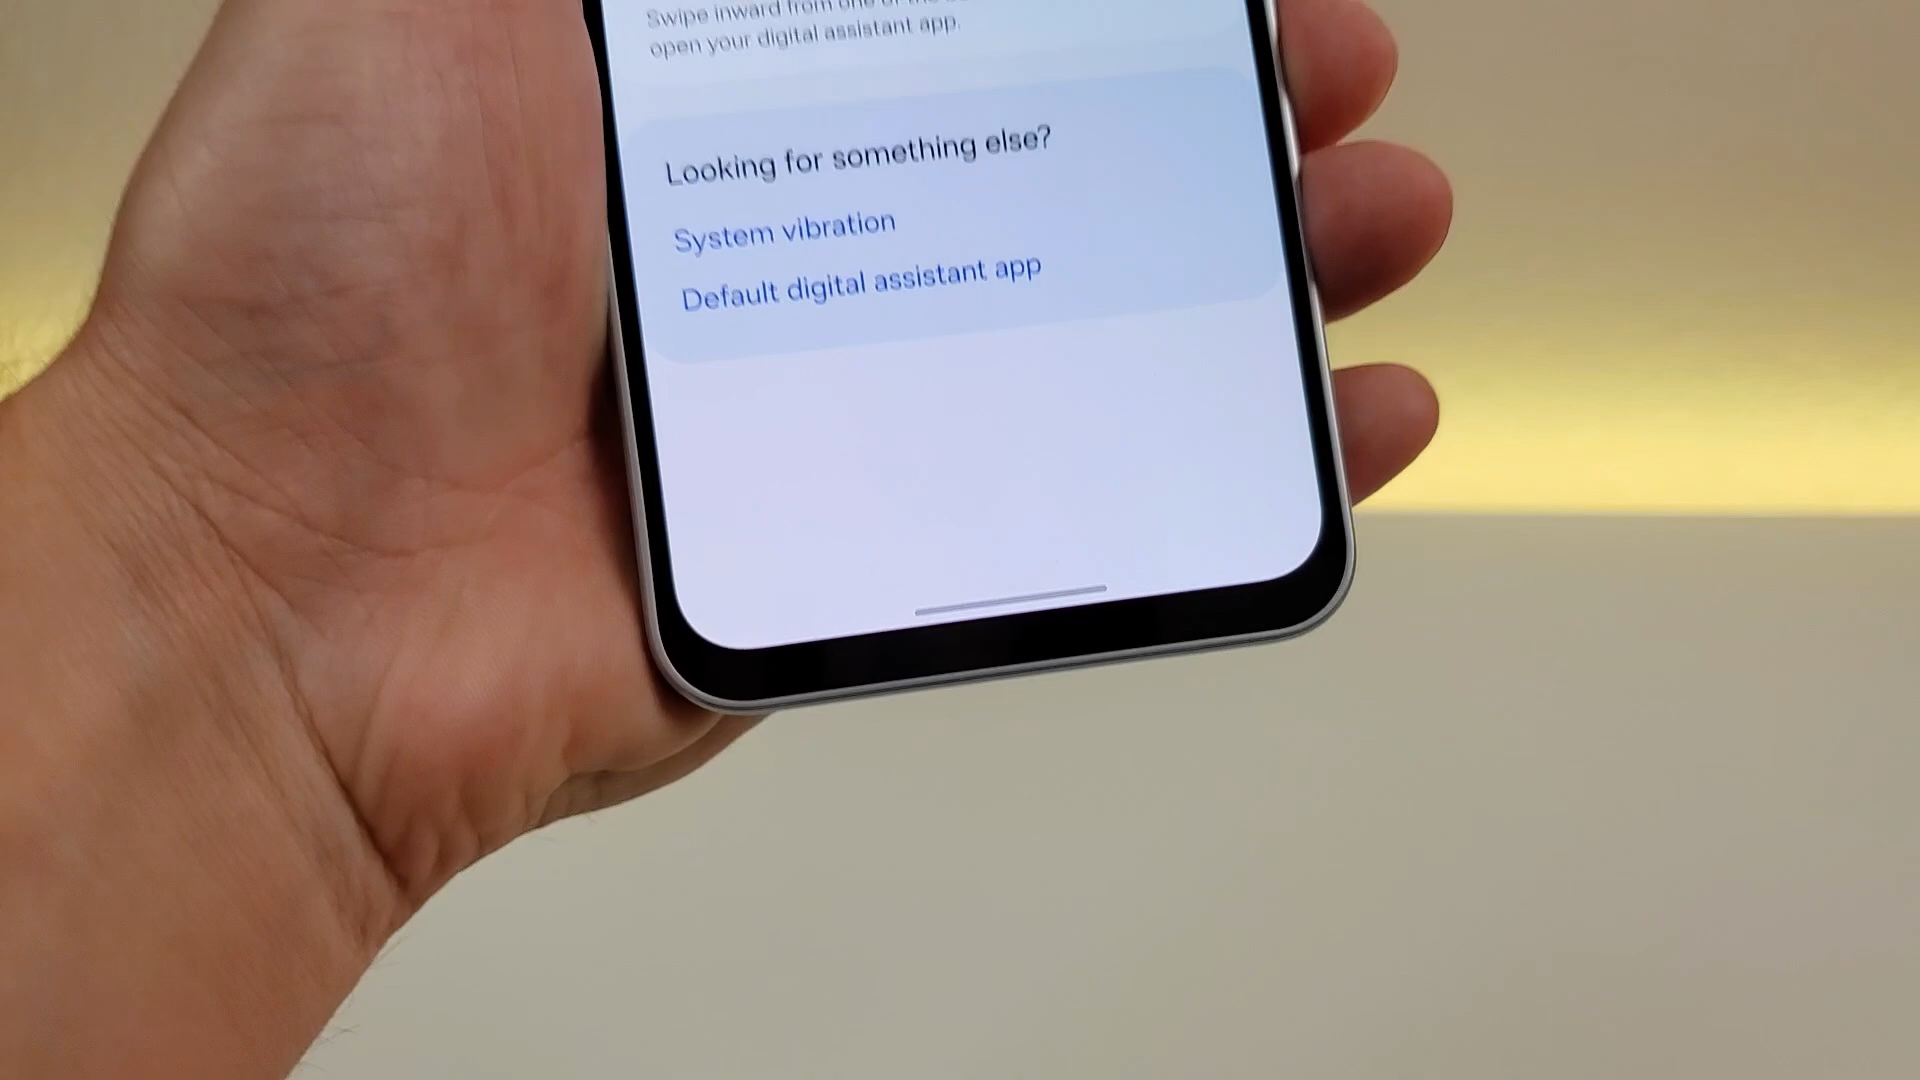 Swipe inward from one of the
open your digital assistant app.
Looking for something else?
System vibration
Default digital assistant app